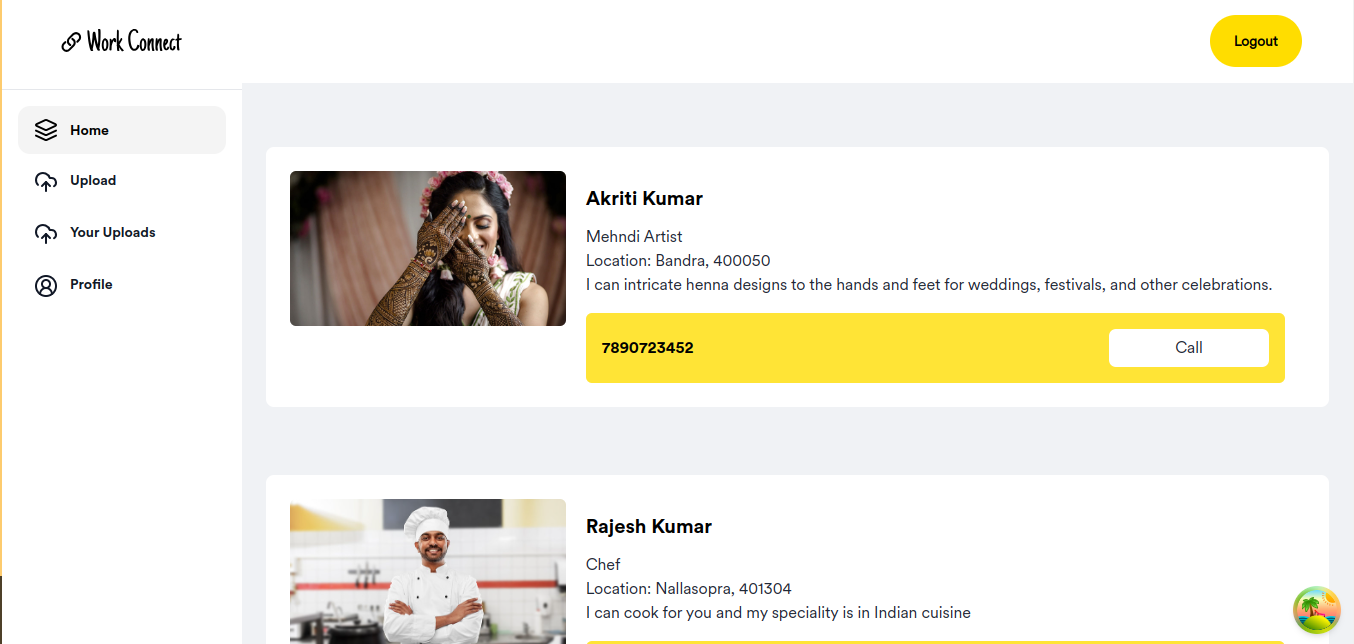 Work Connect
Logout
Home
Upload
Your Uploads
Profile
Akriti Kumar
Mehndi Artist
Location: Bandra, 400050
I can intricate henna designs to the hands and feet for weddings, festivals, and other celebrations.
7890723452
Call
Rajesh Kumar
Chef
Location: Nallasopra, 401304
I can cook for you and my speciality is in Indian cuisine